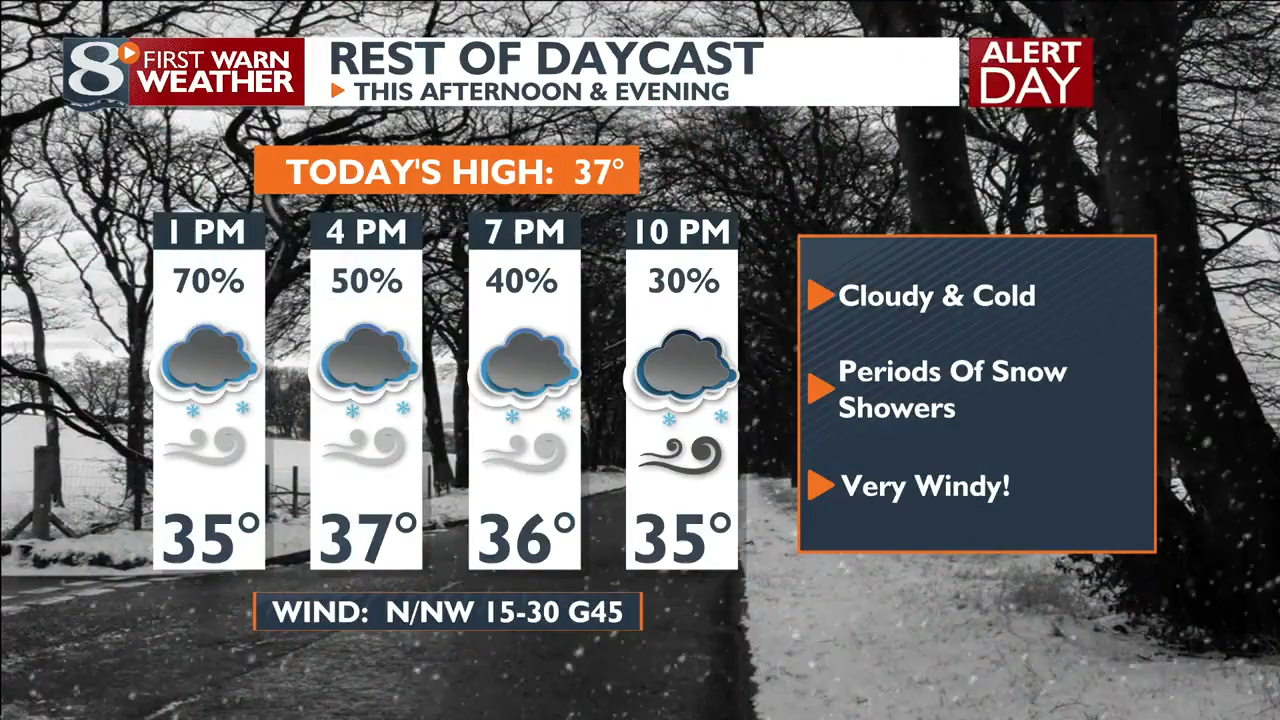 8 FIRST WARN
WEATHER
REST OF DAYCAST
THIS AFTERNOON & EVENING
ALERT
DAY
TODAY'S HIGH: 37°
1 PM 4 PM 7 PM 10 PM
70% 50% 40% 30%
35° 37° 36° 35°
WIND: N/NW 15-30 G45
Cloudy & Cold
Periods Of Snow
Showers
Very Windy!